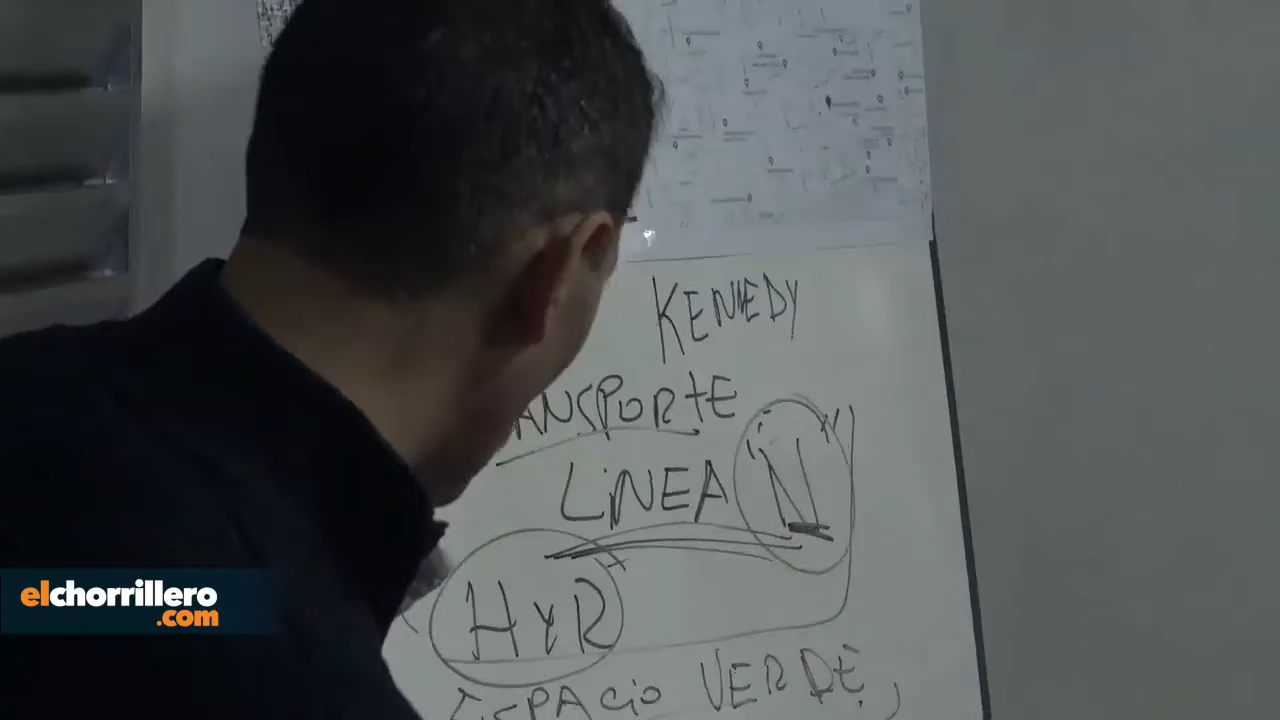 KENNEDY
ANSPORTE
LiNEA "N"
HyR
ESPACiO VERDE
elchorrillero
.com